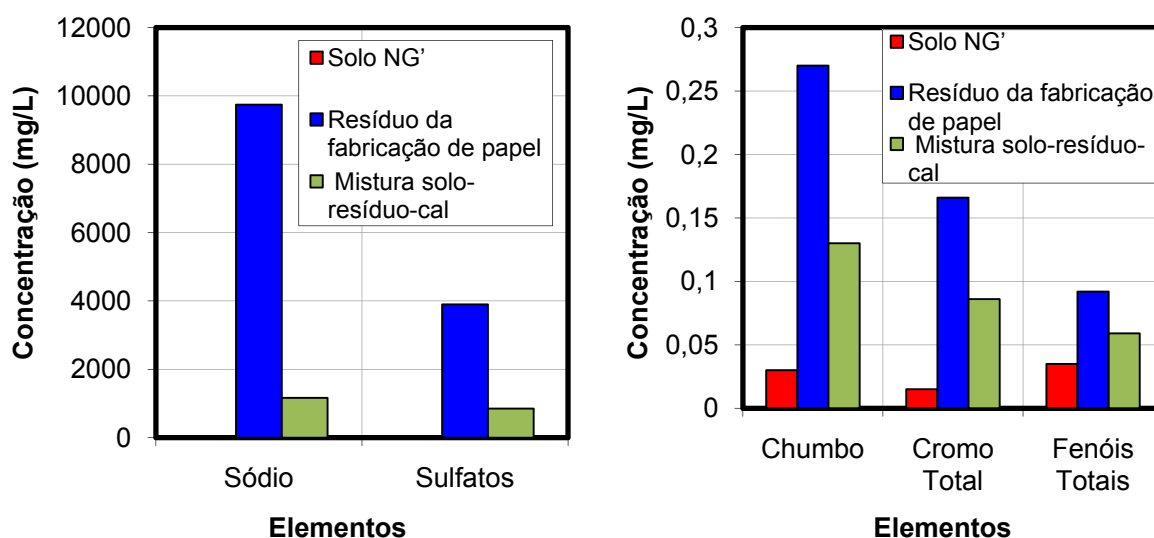 12000
10000
8000
6000
4000
2000
0
Concentração (mg/L)
Solo NG’
Resíduo da
fabricação de papel
Mistura solo-
resíduo-cal
Sódio
Sulfatos
Elementos
0,3
0,25
0,2
0,15
0,1
0,05
0
Concentração (mg/L)
Solo NG’
Resíduo da fabricação
de papel
Mistura solo-resíduo-
cal
Chumbo
Cromo
Total
Fenóis
Totais
Elementos